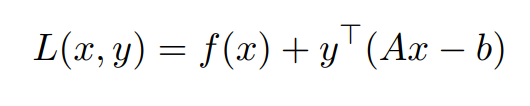 L(x, y) = f(x) + y^⊤(Ax − b)